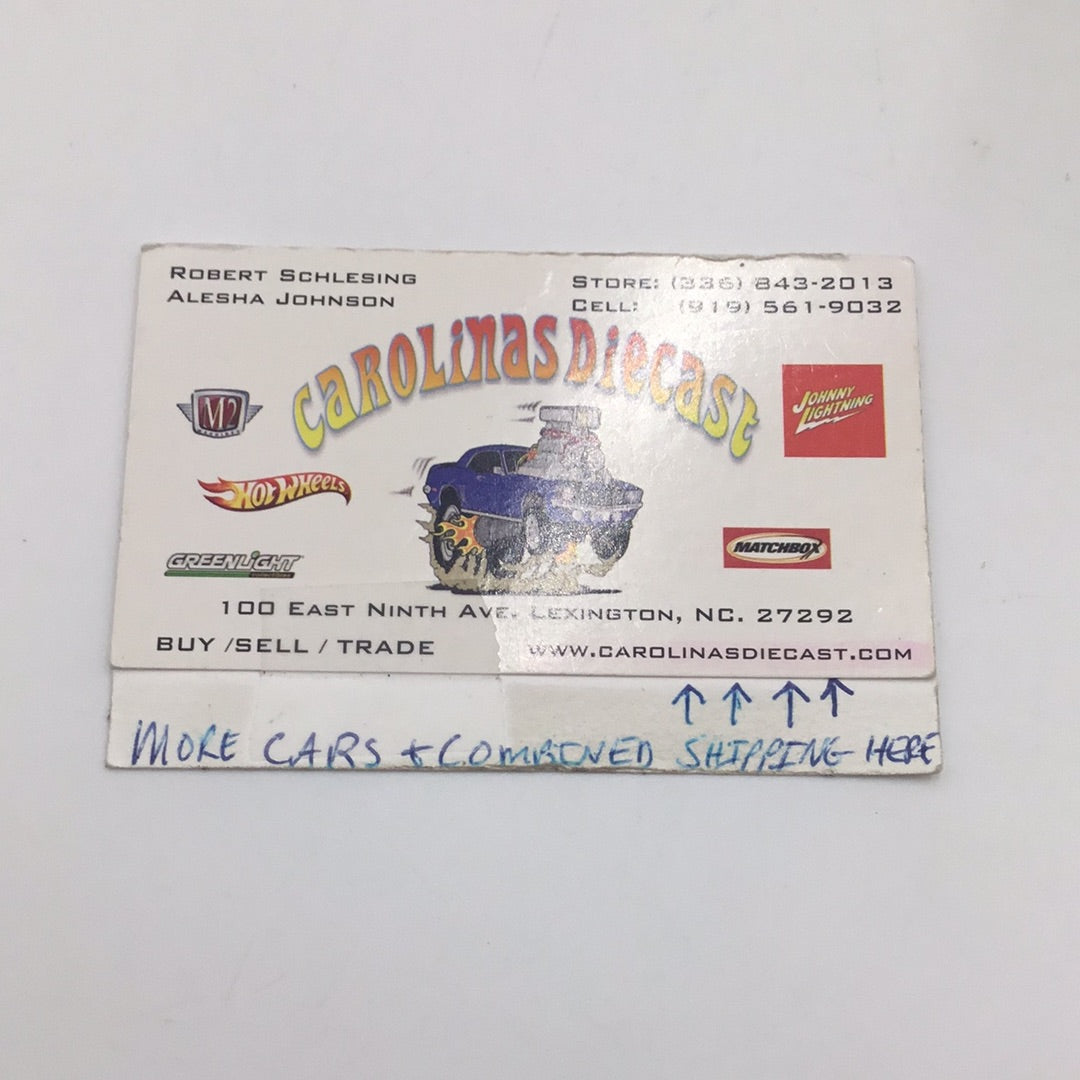 ROBERT SCHLESING
ALESHA JOHNSON
STORE: (336) 843-2013
CELL: (919) 561-9032
CAROLINAS DIECAST
M2
MACHINES
JOHNNY LIGHTNING
HOT WHEELS
MATCHBOX
GREENLIGHT
collectibles
100 EAST NINTH AVE. LEXINGTON, NC. 27292
BUY /SELL / TRADE
WWW.CAROLINASDIECAST.COM
↑ ↑ ↑ ↑
MORE CARS & COMBINED SHIPPING HERE